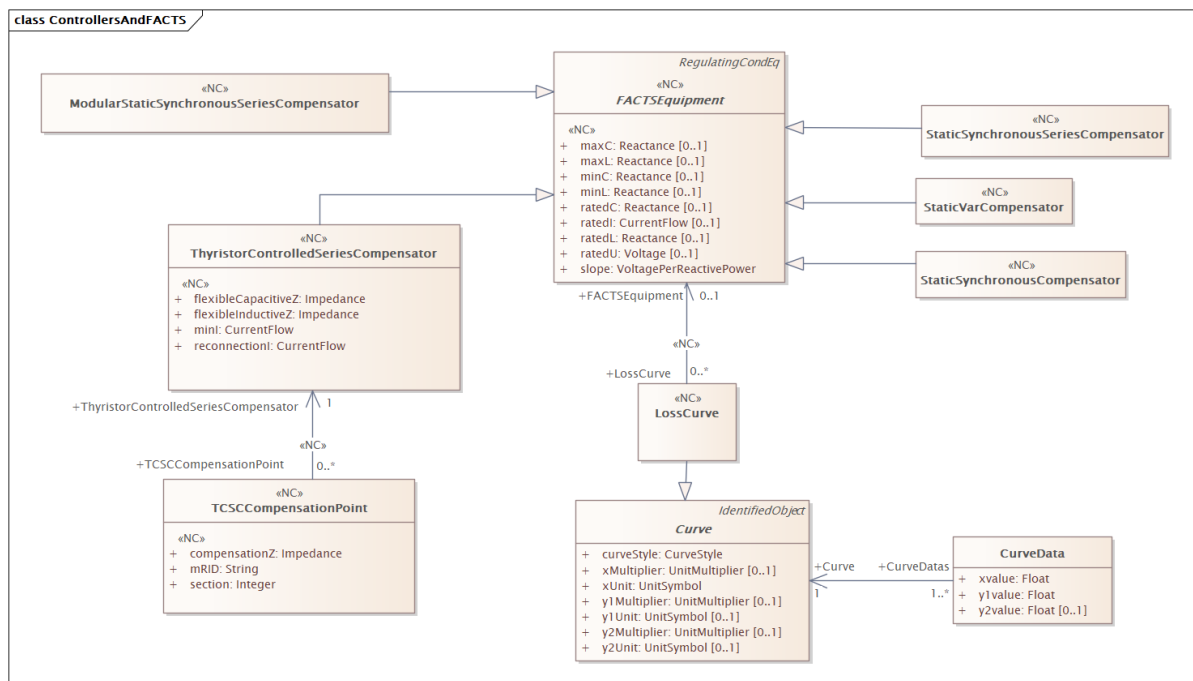 class ControllersAndFACTS
«NC»
ModularStaticSynchronousSeriesCompensator
RegulatingCondEq
«NC»
FACTSEquipment
«NC»
+ maxC: Reactance [0..1]
+ maxL: Reactance [0..1]
+ minC: Reactance [0..1]
+ minL: Reactance [0..1]
+ ratedC: Reactance [0..1]
+ ratedI: CurrentFlow [0..1]
+ ratedL: Reactance [0..1]
+ ratedU: Voltage [0..1]
+ slope: VoltagePerReactivePower
«NC»
StaticSynchronousSeriesCompensator
«NC»
StaticVarCompensator
«NC»
StaticSynchronousCompensator
«NC»
ThyristorControlledSeriesCompensator
«NC»
+ flexibleCapacitiveZ: Impedance
+ flexibleInductiveZ: Impedance
+ minI: CurrentFlow
+ reconnectionI: CurrentFlow
+FACTSEquipment 0..1
«NC»
+LossCurve 0..*
«NC»
LossCurve
+ThyristorControlledSeriesCompensator 1
«NC»
+TCSCCompensationPoint 0..*
«NC»
TCSCCompensationPoint
«NC»
+ compensationZ: Impedance
+ mRID: String
+ section: Integer
IdentifiedObject
Curve
+ curveStyle: CurveStyle
+ xMultiplier: UnitMultiplier [0..1]
+ xUnit: UnitSymbol
+ y1Multiplier: UnitMultiplier [0..1]
+ y1Unit: UnitSymbol [0..1]
+ y2Multiplier: UnitMultiplier [0..1]
+ y2Unit: UnitSymbol [0..1]
+Curve +CurveDatas
1 1..*
CurveData
+ xvalue: Float
+ y1value: Float
+ y2value: Float [0..1]